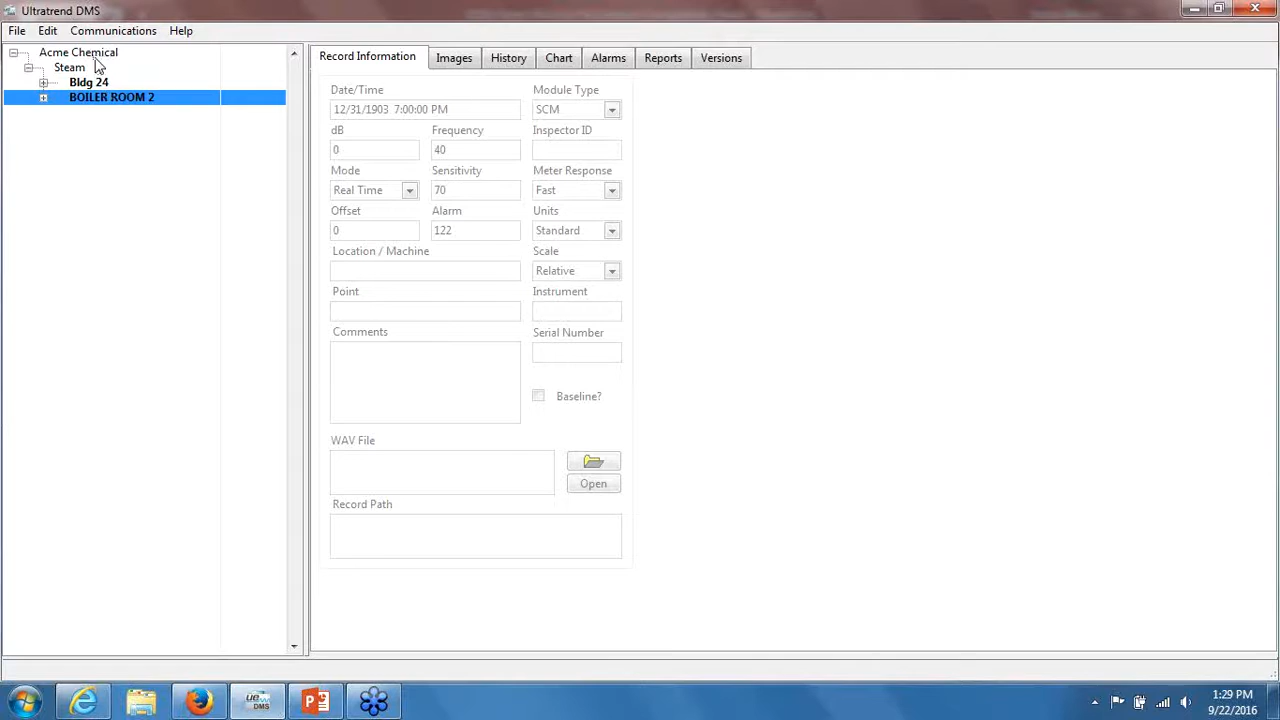 Ultratrend DMS
File Edit Communications Help
Acme Chemical
Steam
Bldg 24
BOILER ROOM 2
Record Information Images History Chart Alarms Reports Versions
Date/Time Module Type
12/31/1903 7:00:00 PM SCM
dB Frequency Inspector ID
0 40
Mode Sensitivity Meter Response
Real Time 70 Fast
Offset Alarm Units
0 122 Standard
Location / Machine Scale
Relative
Point Instrument
Comments Serial Number
Baseline?
WAV File
Open
Record Path
ue DMS
1:29 PM
9/22/2016